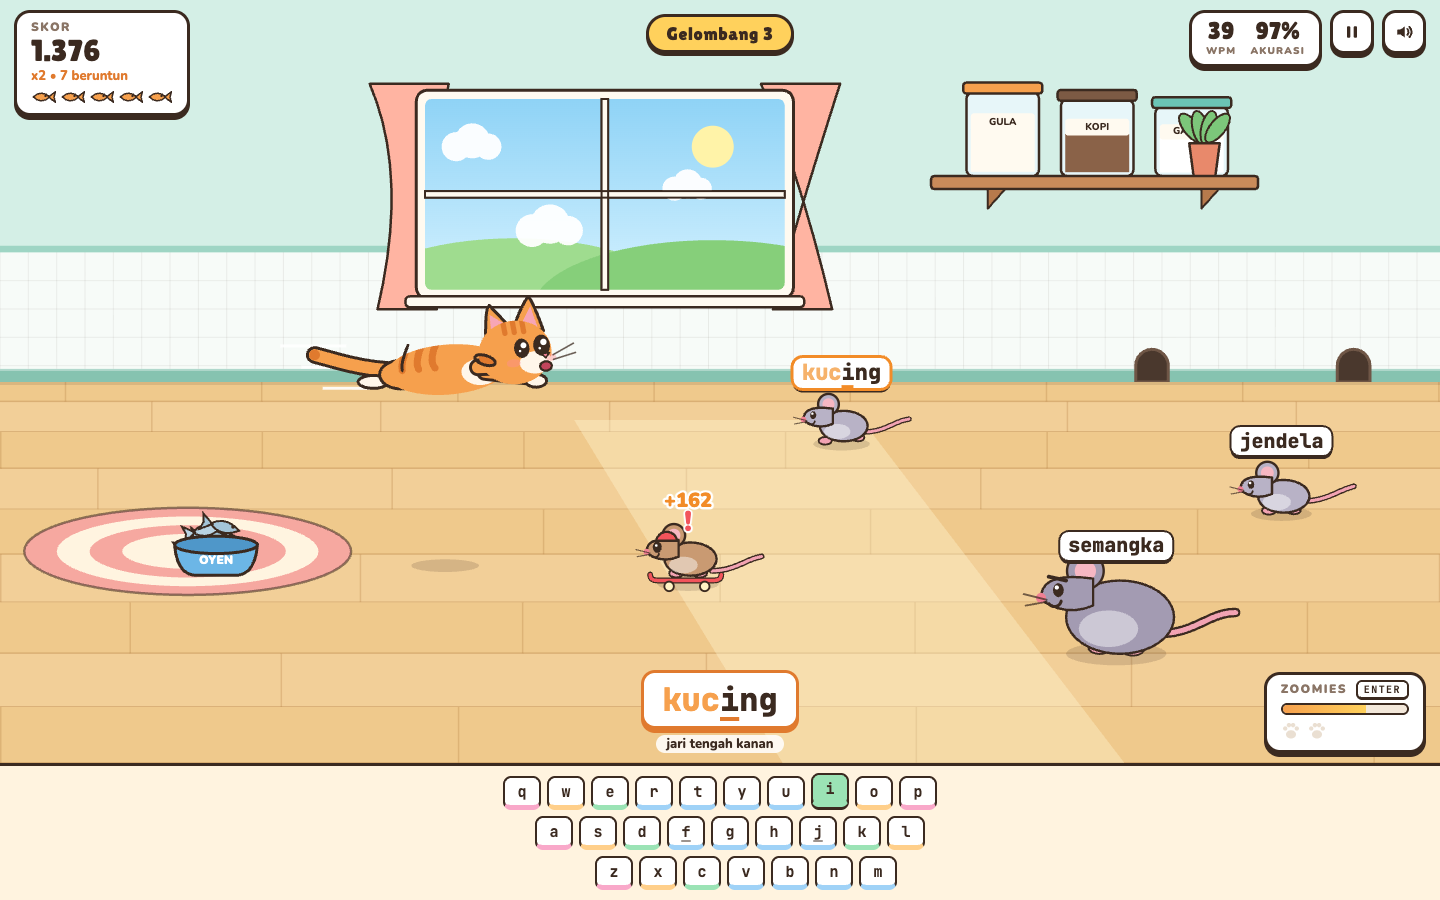 SKOR
1.376
x2 • 7 beruntun
Gelombang 3
39 97%
WPM AKURASI
GULA
KOPI
kucing
jendela
+162
!
semangka
OYEN
kucing
jari tengah kanan
ZOOMIES ENTER
q w e r t y u i o p
a s d f g h j k l
z x c v b n m